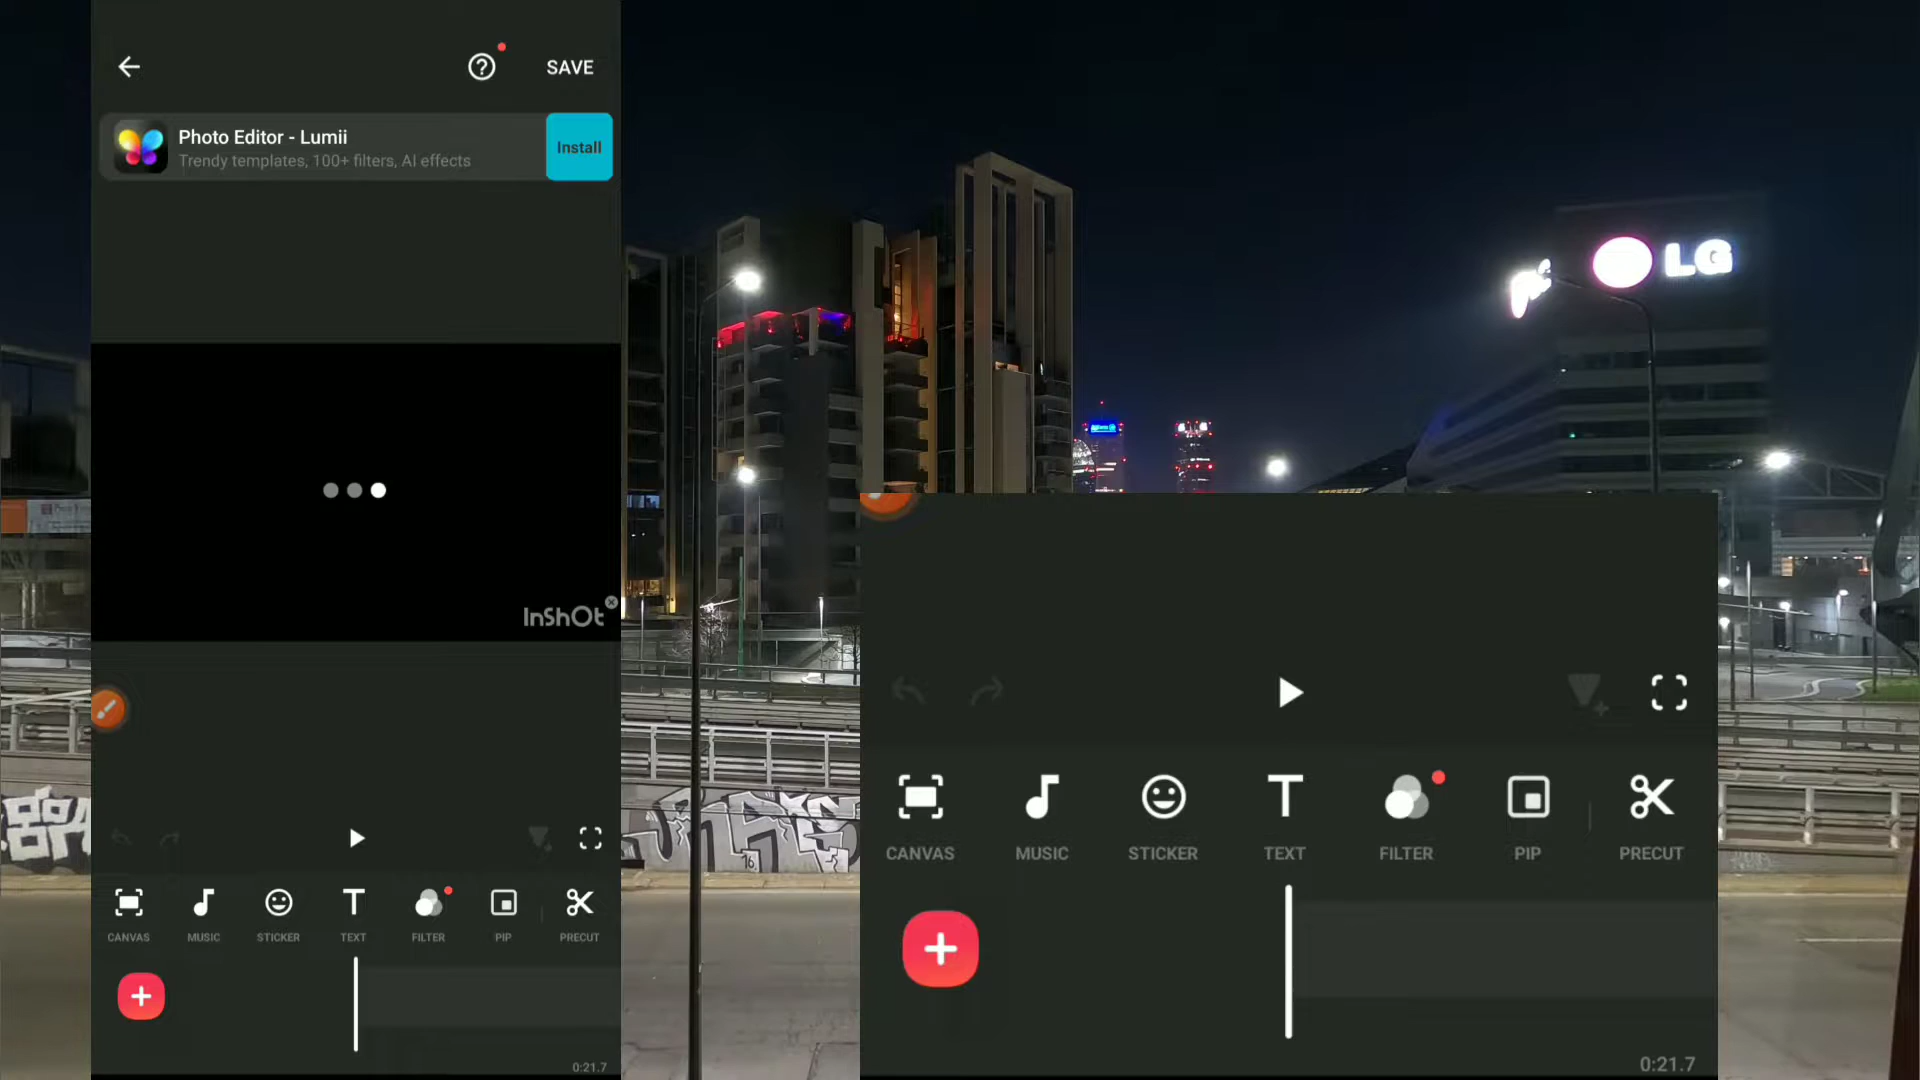 SAVE
Photo Editor - Lumii
Trendy templates, 100+ filters, AI effects
Install
InShOt
CANVAS
MUSIC
STICKER
TEXT
FILTER
PIP
PRECUT
0:21.7
LG
CANVAS
MUSIC
STICKER
TEXT
FILTER
PIP
PRECUT
0:21.7